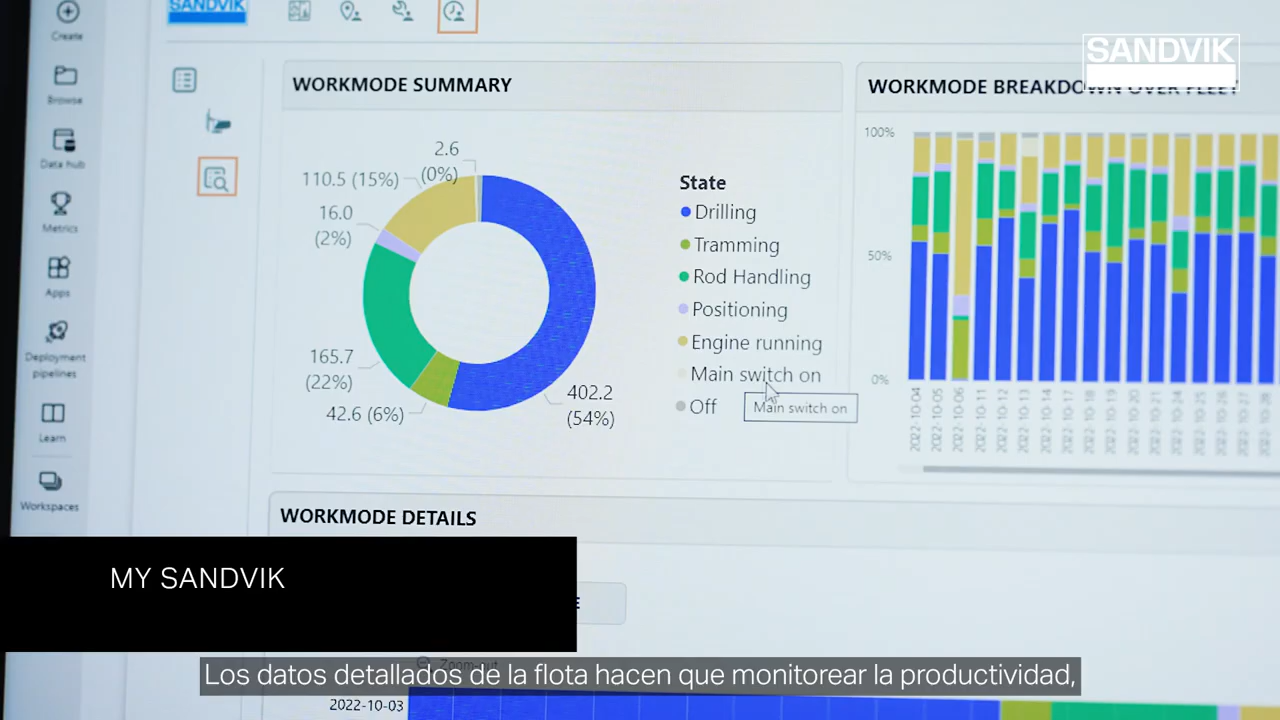 SANDVIK
Create
Browse
Data hub
Metrics
Apps
Deployment
pipelines
Learn
Workspaces
WORKMODE SUMMARY
2.6
(0%)
110.5 (15%)
16.0
(2%)
165.7
(22%)
42.6 (6%)
402.2
(54%)
State
Drilling
Tramming
Rod Handling
Positioning
Engine running
Main switch on
Off
Main switch on
SANDVIK
WORKMODE BREAKDOWN OVER FLEET
100%
50%
0%
2022-10-04
2022-10-05
2022-10-06
2022-10-11
2022-10-12
2022-10-13
2022-10-14
2022-10-17
2022-10-18
2022-10-19
2022-10-20
2022-10-21
2022-10-24
2022-10-25
2022-10-26
2022-10-27
2022-10-28
WORKMODE DETAILS
MY SANDVIK
Zoom-out
Los datos detallados de la flota hacen que monitorear la productividad,
2022-10-03